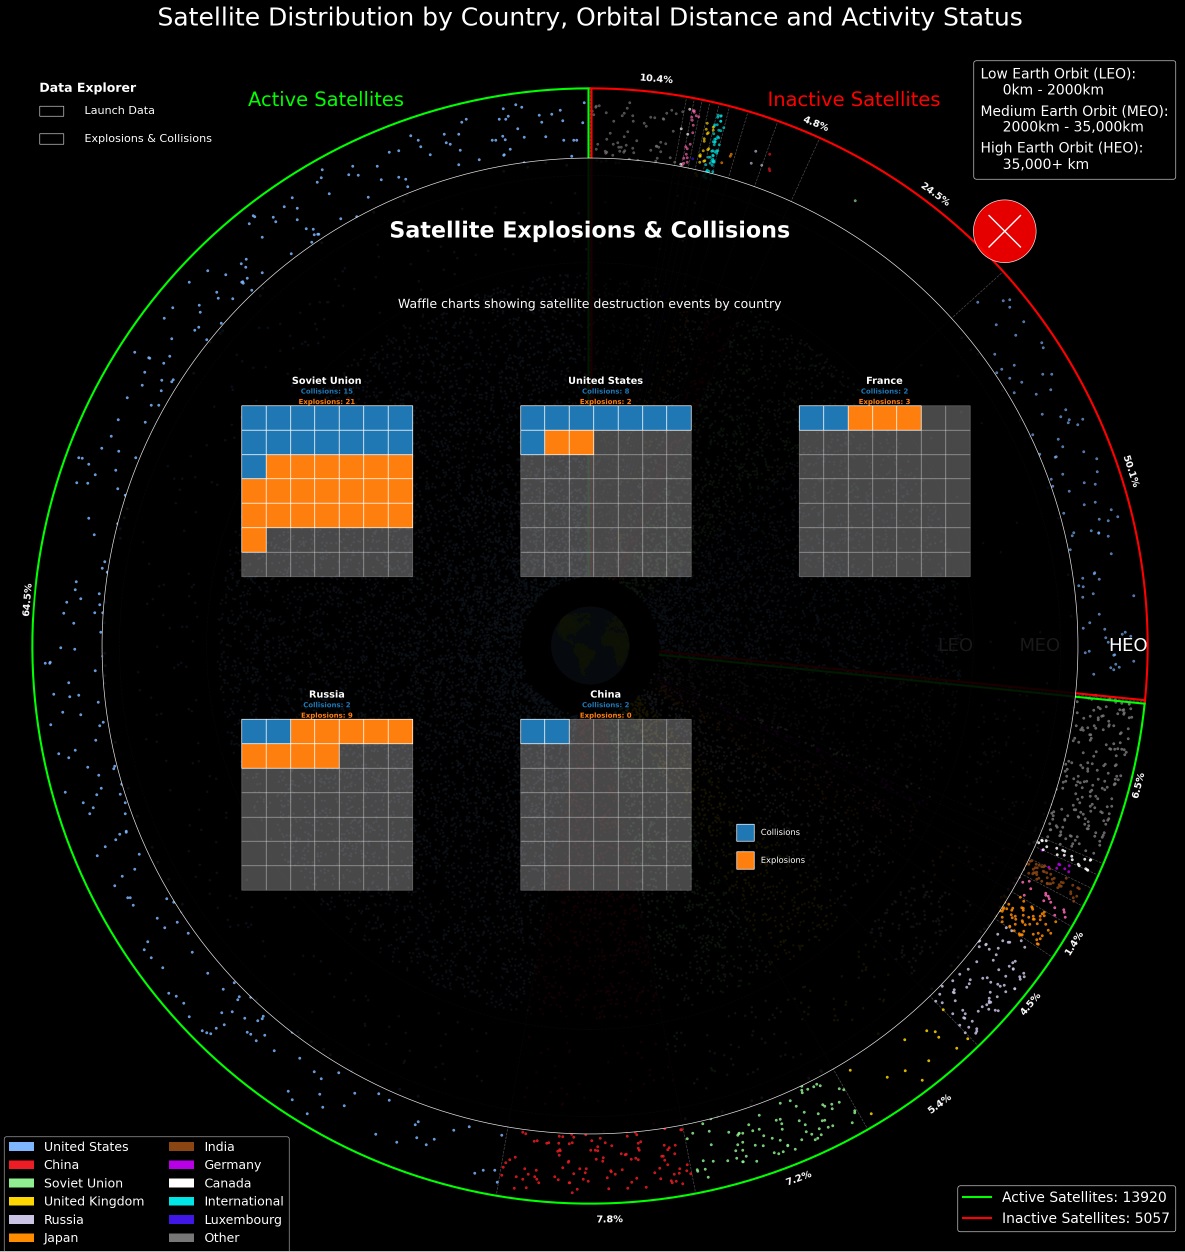 Satellite Distribution by Country, Orbital Distance and Activity Status
Data Explorer
Launch Data
Explosions & Collisions
Active Satellites
Inactive Satellites
Low Earth Orbit (LEO):
0km - 2000km
Medium Earth Orbit (MEO):
2000km - 35,000km
High Earth Orbit (HEO):
35,000+ km
10.4%
4.8%
24.5%
50.1%
Satellite Explosions & Collisions
Waffle charts showing satellite destruction events by country
Soviet Union
Collisions: 15
Explosions: 21
United States
Collisions: 8
Explosions: 2
France
Collisions: 2
Explosions: 3
64.5%
LEO
MEO
HEO
Russia
Collisions: 2
Explosions: 9
China
Collisions: 2
Explosions: 0
Collisions
Explosions
6.5%
1.4%
4.5%
5.4%
7.2%
7.8%
United States
China
Soviet Union
United Kingdom
Russia
Japan
India
Germany
Canada
International
Luxembourg
Other
Active Satellites: 13920
Inactive Satellites: 5057